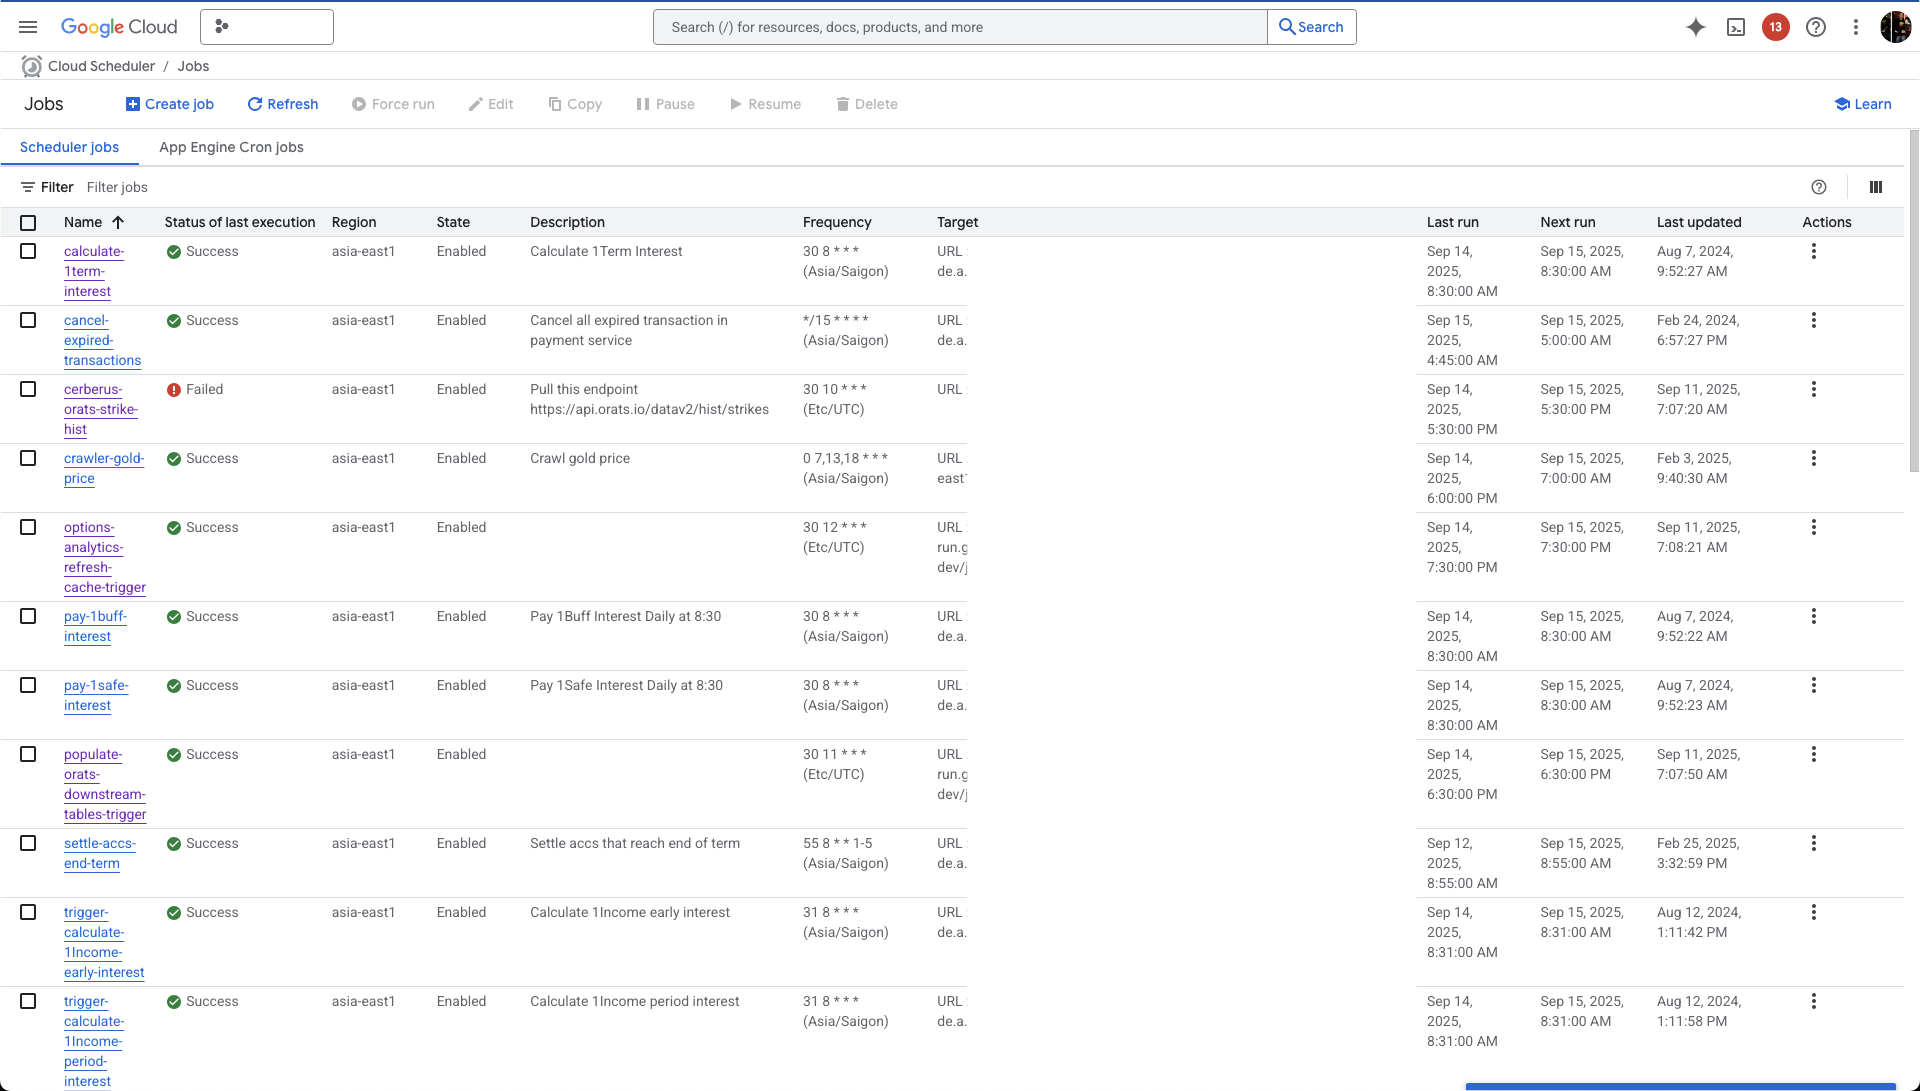 Google Cloud
Search (/) for resources, docs, products, and more
Search
13
Cloud Scheduler / Jobs
Jobs
Create job
Refresh
Force run
Edit
Copy
Pause
Resume
Delete
Learn
Scheduler jobs
App Engine Cron jobs
Filter Filter jobs
Name Status of last execution Region State Description Frequency Target Last run Next run Last updated Actions
calculate- Success asia-east1 Enabled Calculate 1Term Interest 30 8 * * * URL : Sep 14, Sep 15, 2025, Aug 7, 2024,
1term- (Asia/Saigon) de.a. 2025, 8:30:00 AM 9:52:27 AM
interest 8:30:00 AM
cancel- Success asia-east1 Enabled Cancel all expired transaction in */15 * * * * URL : Sep 15, Sep 15, 2025, Feb 24, 2024,
expired- payment service (Asia/Saigon) de.a. 2025, 5:00:00 AM 6:57:27 PM
transactions 4:45:00 AM
cerberus- Failed asia-east1 Enabled Pull this endpoint 30 10 * * * URL : Sep 14, Sep 15, 2025, Sep 11, 2025,
orats-strike- https://api.orats.io/datav2/hist/strikes (Etc/UTC) 2025, 5:30:00 PM 7:07:20 AM
hist 5:30:00 PM
crawler-gold- Success asia-east1 Enabled Crawl gold price 0 7,13,18 * * * URL : Sep 14, Sep 15, 2025, Feb 3, 2025,
price (Asia/Saigon) east1 2025, 7:00:00 AM 9:40:30 AM
6:00:00 PM
options- Success asia-east1 Enabled 30 12 * * * URL : Sep 14, Sep 15, 2025, Sep 11, 2025,
analytics- (Etc/UTC) run.g 2025, 7:30:00 PM 7:08:21 AM
refresh- dev/j 7:30:00 PM
cache-trigger
pay-1buff- Success asia-east1 Enabled Pay 1Buff Interest Daily at 8:30 30 8 * * * URL : Sep 14, Sep 15, 2025, Aug 7, 2024,
interest (Asia/Saigon) de.a. 2025, 8:30:00 AM 9:52:22 AM
8:30:00 AM
pay-1safe- Success asia-east1 Enabled Pay 1Safe Interest Daily at 8:30 30 8 * * * URL : Sep 14, Sep 15, 2025, Aug 7, 2024,
interest (Asia/Saigon) de.a. 2025, 8:30:00 AM 9:52:23 AM
8:30:00 AM
populate- Success asia-east1 Enabled 30 11 * * * URL : Sep 14, Sep 15, 2025, Sep 11, 2025,
orats- (Etc/UTC) run.g 2025, 6:30:00 PM 7:07:50 AM
downstream- dev/j 6:30:00 PM
tables-trigger
settle-accs- Success asia-east1 Enabled Settle accs that reach end of term 55 8 * * 1-5 URL : Sep 12, Sep 15, 2025, Feb 25, 2025,
end-term (Asia/Saigon) de.a. 2025, 8:55:00 AM 3:32:59 PM
8:55:00 AM
trigger- Success asia-east1 Enabled Calculate 1Income early interest 31 8 * * * URL : Sep 14, Sep 15, 2025, Aug 12, 2024,
calculate- (Asia/Saigon) de.a. 2025, 8:31:00 AM 1:11:42 PM
1Income- 8:31:00 AM
early-interest
trigger- Success asia-east1 Enabled Calculate 1Income period interest 31 8 * * * URL : Sep 14, Sep 15, 2025, Aug 12, 2024,
calculate- (Asia/Saigon) de.a. 2025, 8:31:00 AM 1:11:58 PM
1Income- 8:31:00 AM
period-
interest